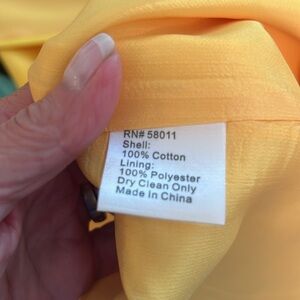 RN# 58011
Shell:
100% Cotton
Lining:
100% Polyester
Dry Clean Only
Made in China